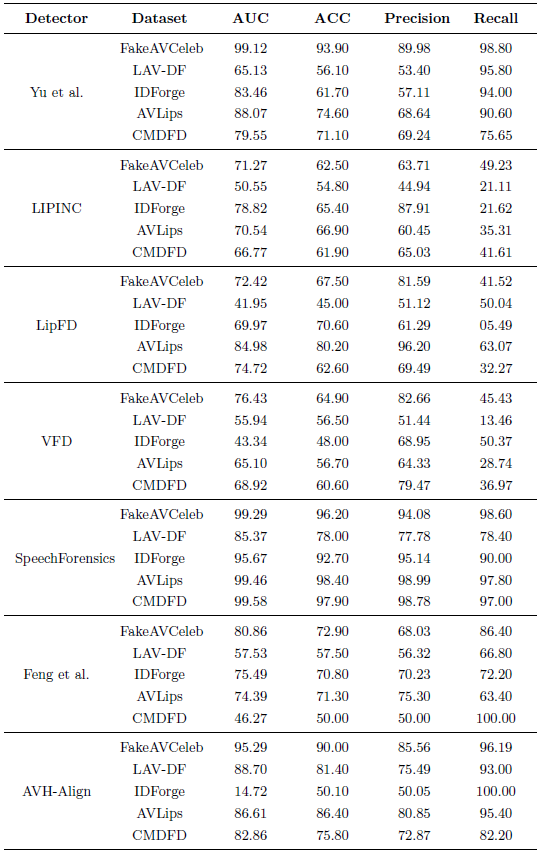 Detector Dataset AUC ACC Precision Recall
FakeAVCeleb 99.12 93.90 89.98 98.80
LAV-DF 65.13 56.10 53.40 95.80
Yu et al. IDForge 83.46 61.70 57.11 94.00
AVLips 88.07 74.60 68.64 90.60
CMDFD 79.55 71.10 69.24 75.65
FakeAVCeleb 71.27 62.50 63.71 49.23
LAV-DF 50.55 54.80 44.94 21.11
LIPINC IDForge 78.82 65.40 87.91 21.62
AVLips 70.54 66.90 60.45 35.31
CMDFD 66.77 61.90 65.03 41.61
FakeAVCeleb 72.42 67.50 81.59 41.52
LAV-DF 41.95 45.00 51.12 50.04
LipFD IDForge 69.97 70.60 61.29 05.49
AVLips 84.98 80.20 96.20 63.07
CMDFD 74.72 62.60 69.49 32.27
FakeAVCeleb 76.43 64.90 82.66 45.43
LAV-DF 55.94 56.50 51.44 13.46
VFD IDForge 43.34 48.00 68.95 50.37
AVLips 65.10 56.70 64.33 28.74
CMDFD 68.92 60.60 79.47 36.97
FakeAVCeleb 99.29 96.20 94.08 98.60
LAV-DF 85.37 78.00 77.78 78.40
SpeechForensics IDForge 95.67 92.70 95.14 90.00
AVLips 99.46 98.40 98.99 97.80
CMDFD 99.58 97.90 98.78 97.00
FakeAVCeleb 80.86 72.90 68.03 86.40
LAV-DF 57.53 57.50 56.32 66.80
Feng et al. IDForge 75.49 70.80 70.23 72.20
AVLips 74.39 71.30 75.30 63.40
CMDFD 46.27 50.00 50.00 100.00
FakeAVCeleb 95.29 90.00 85.56 96.19
LAV-DF 88.70 81.40 75.49 93.00
AVH-Align IDForge 14.72 50.10 50.05 100.00
AVLips 86.61 86.40 80.85 95.40
CMDFD 82.86 75.80 72.87 82.20